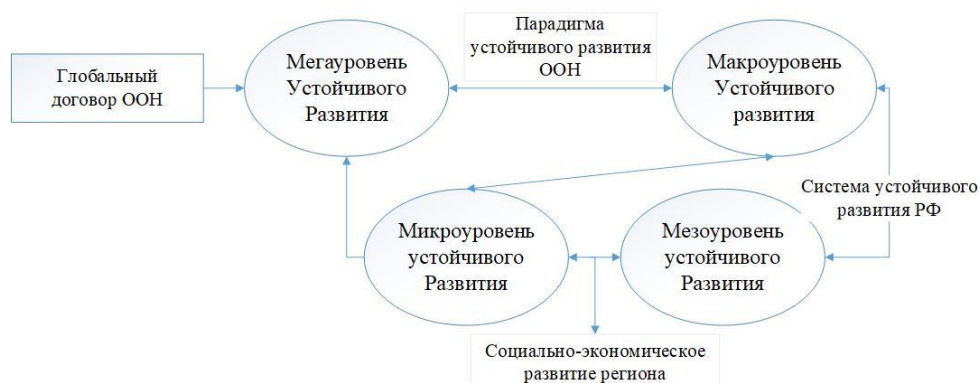 Глобальный
договор ООН
Мегауровень
Устойчивого
Развития
Парадигма
устойчивого развития
ООН
Макроуровень
Устойчивого
развития
Система устойчивого
развития РФ
Микроуровень
устойчивого
Развития
Мезоуровень
устойчивого
Развития
Социально-экономическое
развитие региона